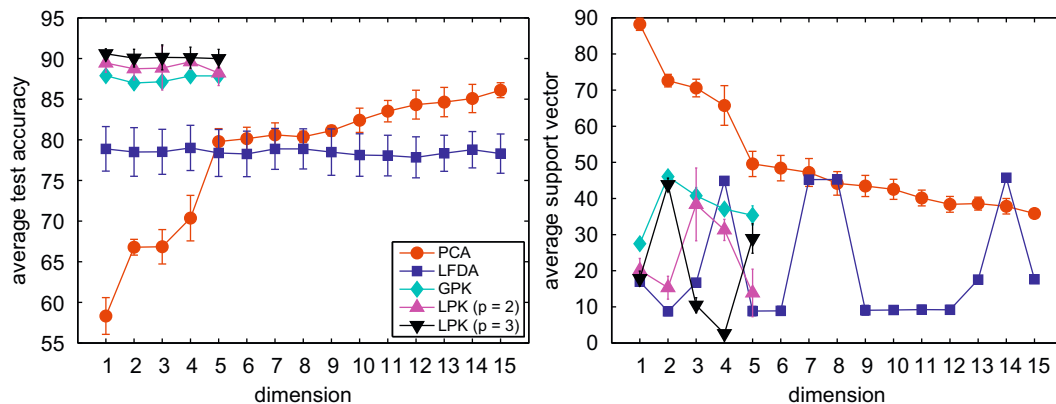 average test accuracy
95
90
85
80
75
70
65
60
55
PCA
LFDA
GPK
LPK (p = 2)
LPK (p = 3)
1 2 3 4 5 6 7 8 9 10 11 12 13 14 15
dimension
average support vector
90
80
70
60
50
40
30
20
10
0
1 2 3 4 5 6 7 8 9 10 11 12 13 14 15
dimension